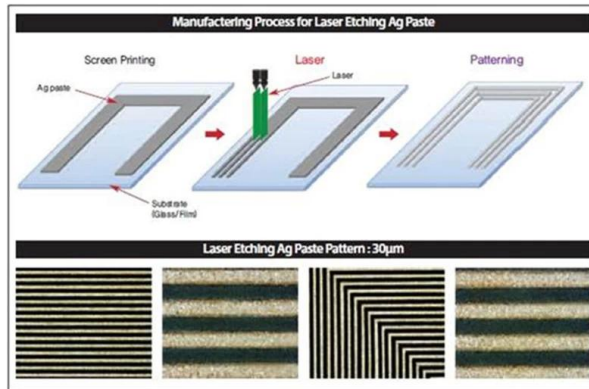 Manufactering Process for Laser Etching Ag Paste
Screen Printing
Laser
Patterning
Ag paste
Laser
Substrate
(Glass/Film)
Laser Etching Ag Paste Pattern : 30µm